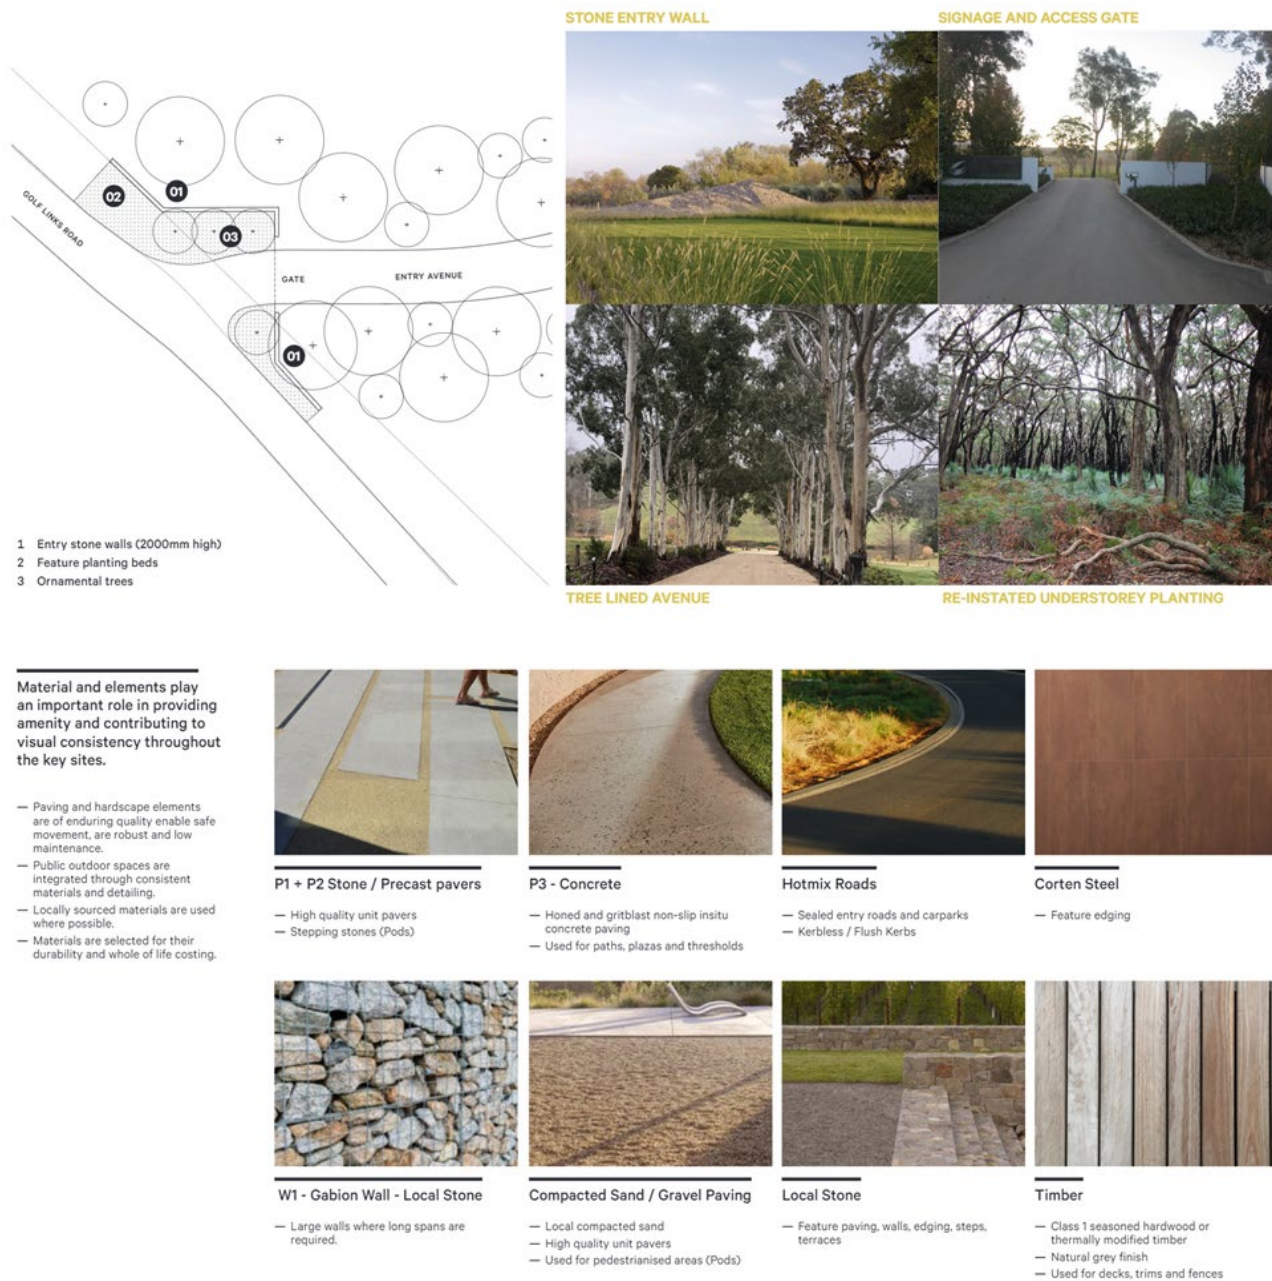 STONE ENTRY WALL
SIGNAGE AND ACCESS GATE
01
02
03
GOLF LINKS ROAD
GATE
ENTRY AVENUE
01
1 Entry stone walls (2000mm high)
2 Feature planting beds
3 Ornamental trees
TREE LINED AVENUE
RE-INSTATED UNDERSTOREY PLANTING
Material and elements play
an important role in providing
amenity and contributing to
visual consistency throughout
the key sites.
— Paving and hardscape elements
are of enduring quality enable safe
movement, are robust and low
maintenance.
— Public outdoor spaces are
integrated through consistent
materials and detailing.
— Locally sourced materials are used
where possible.
— Materials are selected for their
durability and whole of life costing.
P1 + P2 Stone / Precast pavers
— High quality unit pavers
— Stepping stones (Pods)
P3 - Concrete
— Honed and gritblast non-slip insitu
concrete paving
— Used for paths, plazas and thresholds
Hotmix Roads
— Sealed entry roads and carparks
— Kerbless / Flush Kerbs
Corten Steel
— Feature edging
W1 - Gabion Wall - Local Stone
— Large walls where long spans are
required.
Compacted Sand / Gravel Paving
— Local compacted sand
— High quality unit pavers
— Used for pedestrianised areas (Pods)
Local Stone
— Feature paving, walls, edging, steps,
terraces
Timber
— Class 1 seasoned hardwood or
thermally modified timber
— Natural grey finish
— Used for decks, trims and fences